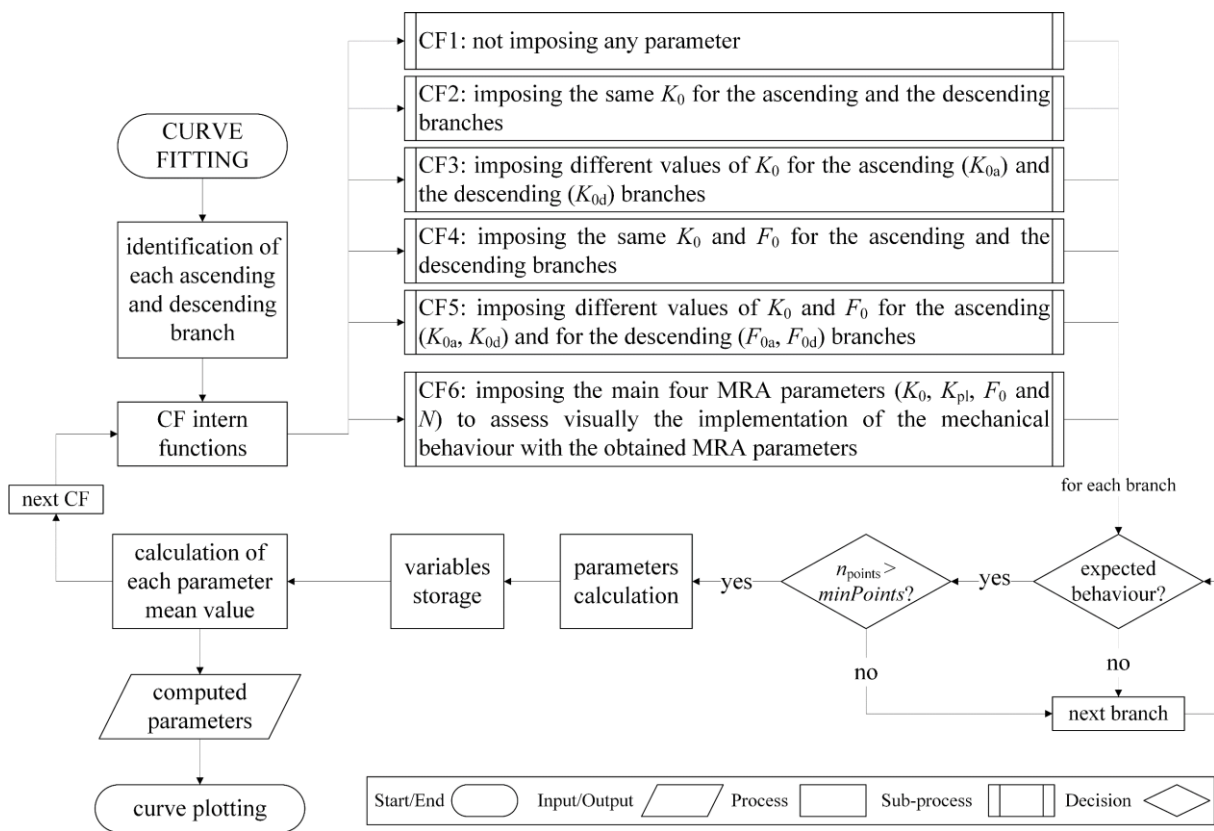 CURVE
FITTING
identification of
each ascending
and descending
branch
CF intern
functions
CF1: not imposing any parameter
CF2: imposing the same K0 for the ascending and the descending
branches
CF3: imposing different values of K0 for the ascending (K0a) and
the descending (K0d) branches
CF4: imposing the same K0 and F0 for the ascending and the
descending branches
CF5: imposing different values of K0 and F0 for the ascending
(K0a, K0d) and for the descending (F0a, F0d) branches
CF6: imposing the main four MRA parameters (K0, Kpl, F0 and
N) to assess visually the implementation of the mechanical
behaviour with the obtained MRA parameters
for each branch
expected
behaviour?
yes
no
next branch
npoints>
minPoints?
yes
no
parameters
calculation
variables
storage
calculation of
each parameter
mean value
next CF
computed
parameters
curve plotting
Start/End Input/Output Process Sub-process Decision